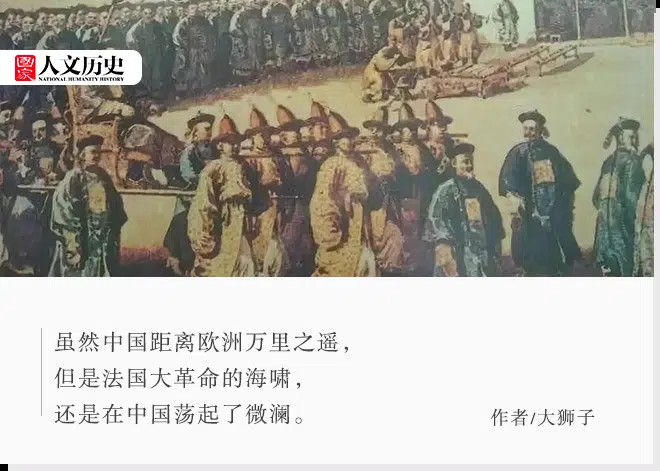 國家
人文历史
NATIONAL HUMANITY HISTORY
虽然中国距离欧洲万里之遥，
但是法国大革命的海啸，
还是在中国荡起了微澜。
作者/大狮子